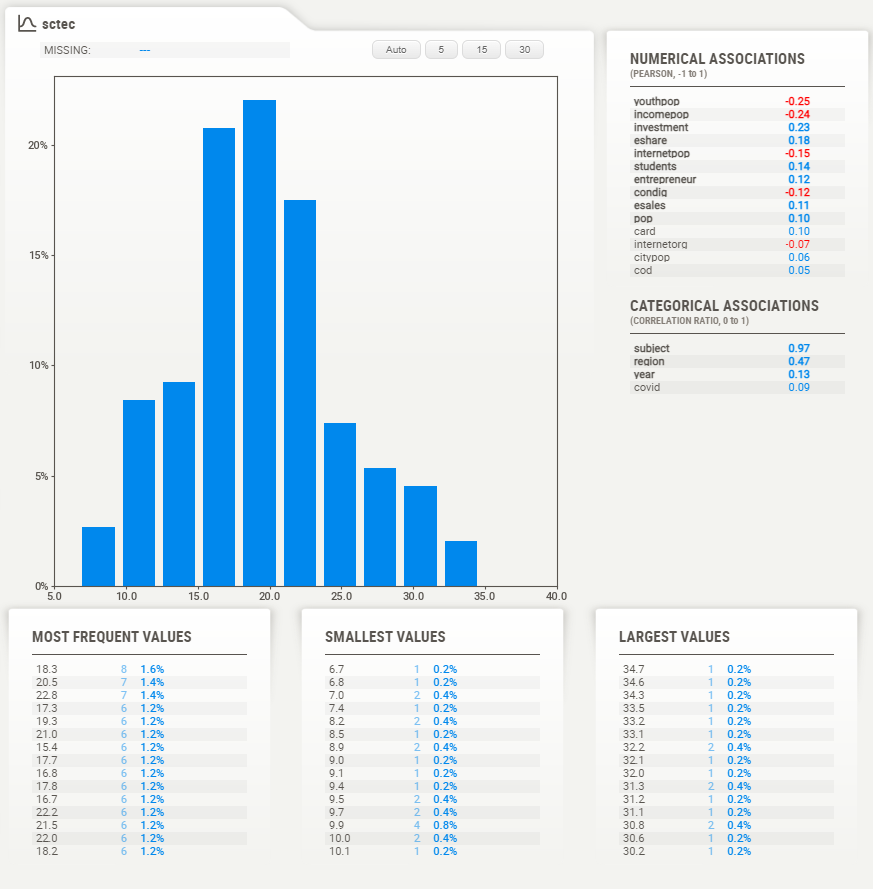 sctec
MISSING: ---
Auto 5 15 30
20%
15%
10%
5%
0%
5.0 10.0 15.0 20.0 25.0 30.0 35.0 40.0
NUMERICAL ASSOCIATIONS
(PEARSON, -1 to 1)
youthpop -0.25
incomepop -0.24
investment 0.23
eshare 0.18
internetpop -0.15
students 0.14
entrepreneur 0.12
condig -0.12
esales 0.11
pop 0.10
card 0.10
internetorg -0.07
citypop 0.06
cod 0.05
CATEGORICAL ASSOCIATIONS
(CORRELATION RATIO, 0 to 1)
subject 0.97
region 0.47
year 0.13
covid 0.09
MOST FREQUENT VALUES
18.3 8 1.6%
20.5 7 1.4%
22.8 7 1.4%
17.3 6 1.2%
19.3 6 1.2%
21.0 6 1.2%
15.4 6 1.2%
17.7 6 1.2%
16.8 6 1.2%
17.8 6 1.2%
16.7 6 1.2%
22.2 6 1.2%
21.5 6 1.2%
22.0 6 1.2%
18.2 6 1.2%
SMALLEST VALUES
6.7 1 0.2%
6.8 1 0.2%
7.0 2 0.4%
7.4 1 0.2%
8.2 2 0.4%
8.5 1 0.2%
8.9 2 0.4%
9.0 1 0.2%
9.1 1 0.2%
9.4 1 0.2%
9.5 2 0.4%
9.7 2 0.4%
9.9 4 0.8%
10.0 2 0.4%
10.1 1 0.2%
LARGEST VALUES
34.7 1 0.2%
34.6 1 0.2%
34.3 1 0.2%
33.5 1 0.2%
33.2 1 0.2%
33.1 1 0.2%
32.2 2 0.4%
32.1 1 0.2%
32.0 1 0.2%
31.3 2 0.4%
31.2 1 0.2%
31.1 1 0.2%
30.8 2 0.4%
30.6 1 0.2%
30.2 1 0.2%